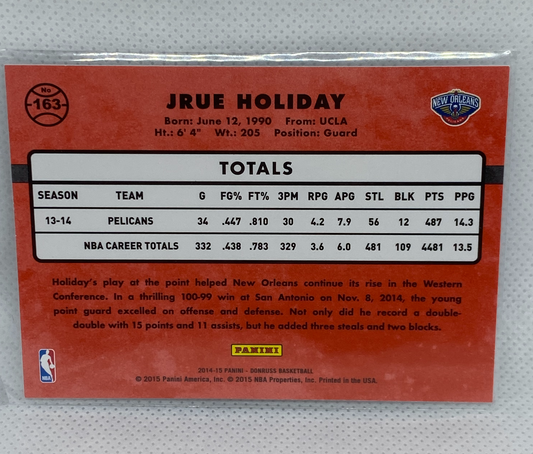 No
163
JRUE HOLIDAY
NEW ORLEANS
Born: June 12, 1990 From: UCLA
Ht.: 6' 4" Wt.: 205 Position: Guard
TOTALS
SEASON TEAM G FG% FT% 3PM RPG APG STL BLK PTS PPG
13-14 PELICANS 34 .447 .810 30 4.2 7.9 56 12 487 14.3
NBA CAREER TOTALS 332 .438 .783 329 3.6 6.0 481 109 4481 13.5
Holiday's play at the point helped New Orleans continue its rise in the Western
Conference. In a thrilling 100-99 win at San Antonio on Nov. 8, 2014, the young
point guard excelled on offense and defense. Not only did he record a double-
double with 15 points and 11 assists, but he added three steals and two blocks.
PANINI
NBA
2014-15 PANINI - DONRUSS BASKETBALL
© 2015 Panini America, Inc. © 2015 NBA Properties, Inc. Printed in the USA.